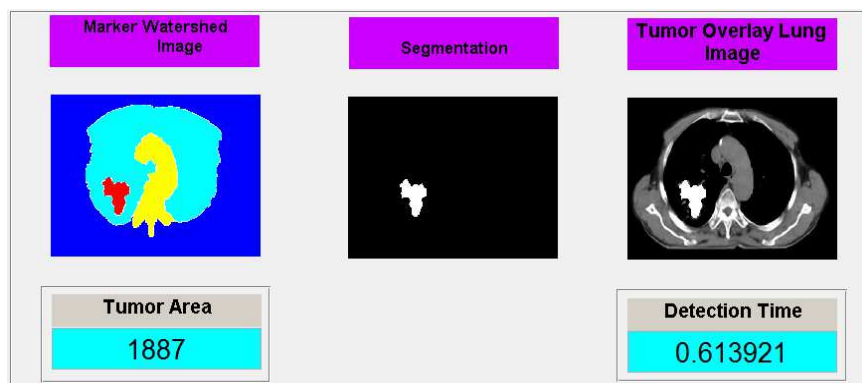 Marker Watershed
Image
Segmentation
Tumor Overlay Lung
Image
Tumor Area
1887
Detection Time
0.613921